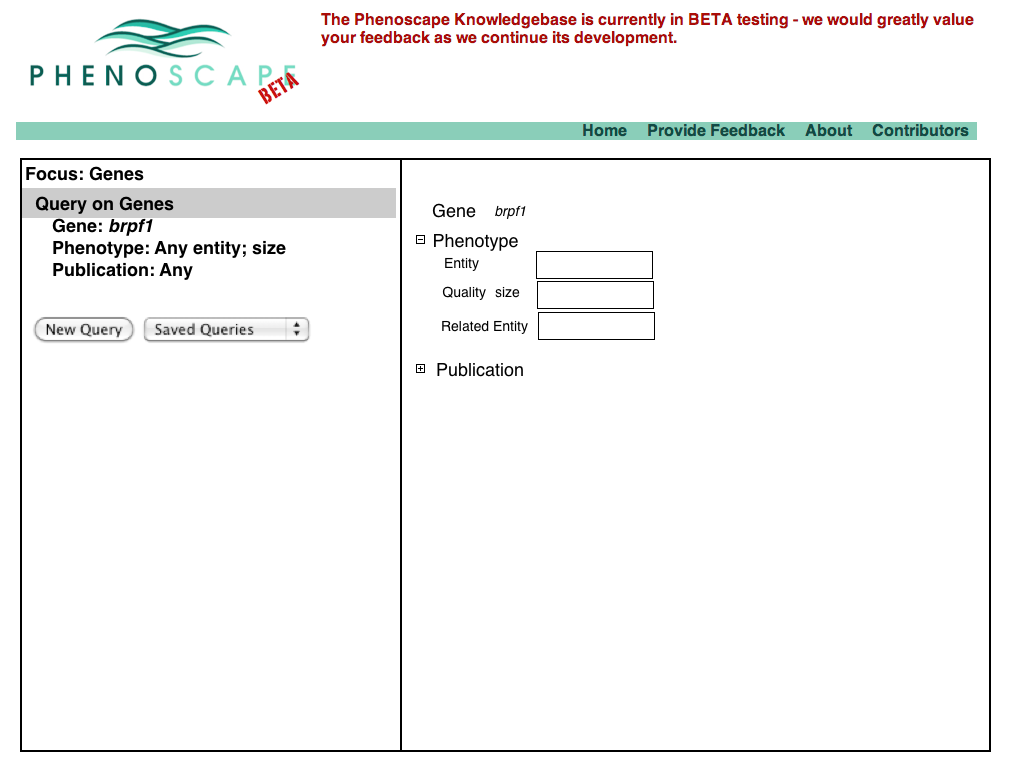 The Phenoscape Knowledgebase is currently in BETA testing - we would greatly value
your feedback as we continue its development.
PHENOSCAPE
BETA
Home Provide Feedback About Contributors
Focus: Genes
Query on Genes
Gene: brpf1
Phenotype: Any entity; size
Publication: Any
New Query Saved Queries
Gene brpf1
Phenotype
Entity
Quality size
Related Entity
Publication